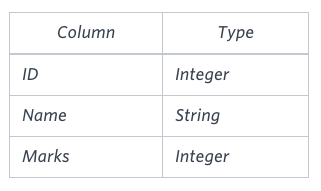 Column Type
ID Integer
Name String
Marks Integer